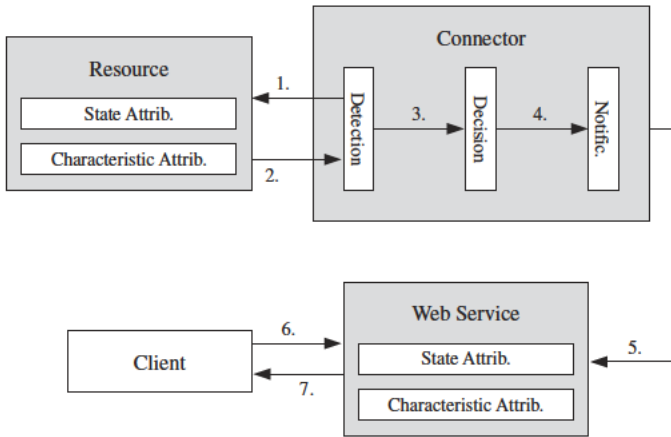 Connector
Resource
State Attrib.
Characteristic Attrib.
1.
2.
Detection
3.
Decision
4.
Notific.
Web Service
State Attrib.
Characteristic Attrib.
5.
Client
6.
7.